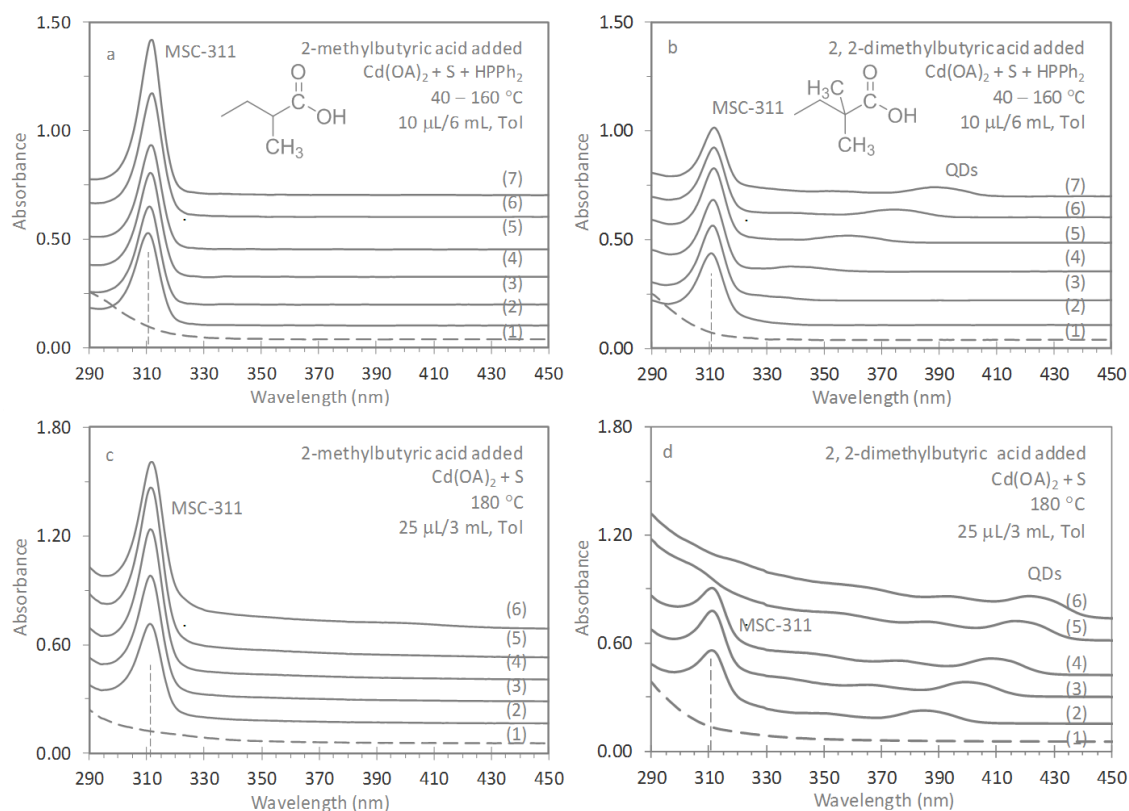 a
MSC-311
2-methylbutyric acid added
Cd(OA)2 + S + HPPh2
40 – 160 °C
10 μL/6 mL, Tol
O
C
OH
CH3
(7)
(6)
(5)
(4)
(3)
(2)
(1)
1.50
1.00
0.50
0.00
Absorbance
290 310 330 350 370 390 410 430 450
Wavelength (nm)
b
MSC-311
2, 2-dimethylbutyric acid added
Cd(OA)2 + S + HPPh2
40 – 160 °C
10 μL/6 mL, Tol
H3C
O
C
OH
CH3
QDs
(7)
(6)
(5)
(4)
(3)
(2)
(1)
1.50
1.00
0.50
0.00
Absorbance
290 310 330 350 370 390 410 430 450
Wavelength (nm)
c
MSC-311
2-methylbutyric acid added
Cd(OA)2 + S
180 °C
25 μL/3 mL, Tol
(6)
(5)
(4)
(3)
(2)
(1)
1.80
1.20
0.60
0.00
Absorbance
290 310 330 350 370 390 410 430 450
Wavelength (nm)
d
2, 2-dimethylbutyric acid added
Cd(OA)2 + S
180 °C
25 μL/3 mL, Tol
QDs
MSC-311
(6)
(5)
(4)
(3)
(2)
(1)
1.80
1.20
0.60
0.00
Absorbance
290 310 330 350 370 390 410 430 450
Wavelength (nm)